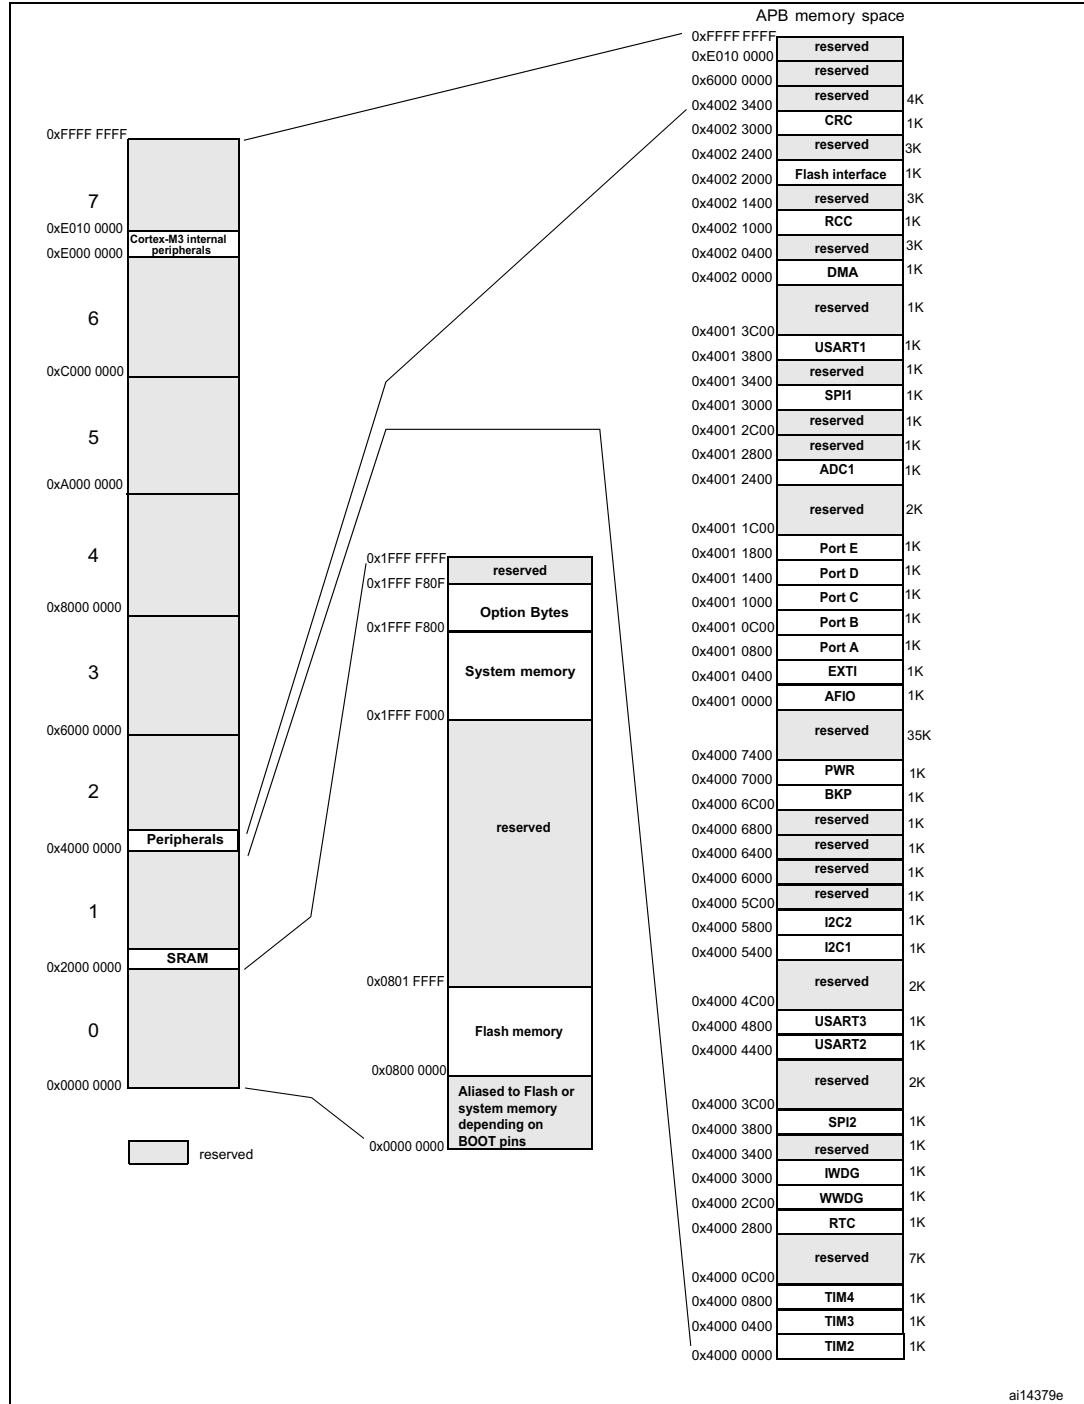 APB memory space
0xFFFF FFFF
reserved
0xE010 0000
reserved
0x6000 0000
reserved
4K
0x4002 3400
CRC
1K
0x4002 3000
reserved
3K
0x4002 2400
Flash interface
1K
0x4002 2000
reserved
3K
0x4002 1400
RCC
1K
0x4002 1000
reserved
3K
0x4002 0400
DMA
1K
0x4002 0000
reserved
1K
0x4001 3C00
USART1
1K
0x4001 3800
reserved
1K
0x4001 3400
SPI1
1K
0x4001 3000
reserved
1K
0x4001 2C00
reserved
1K
0x4001 2800
ADC1
1K
0x4001 2400
reserved
2K
0x4001 1C00
Port E
1K
0x4001 1800
Port D
1K
0x4001 1400
Port C
1K
0x4001 1000
Port B
1K
0x4001 0C00
Port A
1K
0x4001 0800
EXTI
1K
0x4001 0400
AFIO
1K
0x4001 0000
reserved
35K
0x4000 7400
PWR
1K
0x4000 7000
BKP
1K
0x4000 6C00
reserved
1K
0x4000 6800
reserved
1K
0x4000 6400
reserved
1K
0x4000 6000
reserved
1K
0x4000 5C00
I2C2
1K
0x4000 5800
I2C1
1K
0x4000 5400
reserved
2K
0x4000 4C00
USART3
1K
0x4000 4800
USART2
1K
0x4000 4400
reserved
2K
0x4000 3C00
SPI2
1K
0x4000 3800
reserved
1K
0x4000 3400
IWDG
1K
0x4000 3000
WWDG
1K
0x4000 2C00
RTC
1K
0x4000 2800
reserved
7K
0x4000 0C00
TIM4
1K
0x4000 0800
TIM3
1K
0x4000 0400
TIM2
1K
0x4000 0000
0xFFFF FFFF
7
0xE010 0000
Cortex-M3 internal
peripherals
0xE000 0000
6
0xC000 0000
5
0xA000 0000
4
0x8000 0000
3
0x6000 0000
2
Peripherals
0x4000 0000
1
SRAM
0x2000 0000
0
0x0000 0000
reserved
0x1FFF FFFF
reserved
0x1FFF F80F
Option Bytes
0x1FFF F800
System memory
0x1FFF F000
reserved
0x0801 FFFF
Flash memory
0x0800 0000
Aliased to Flash or
system memory
depending on
BOOT pins
0x0000 0000
ai14379e